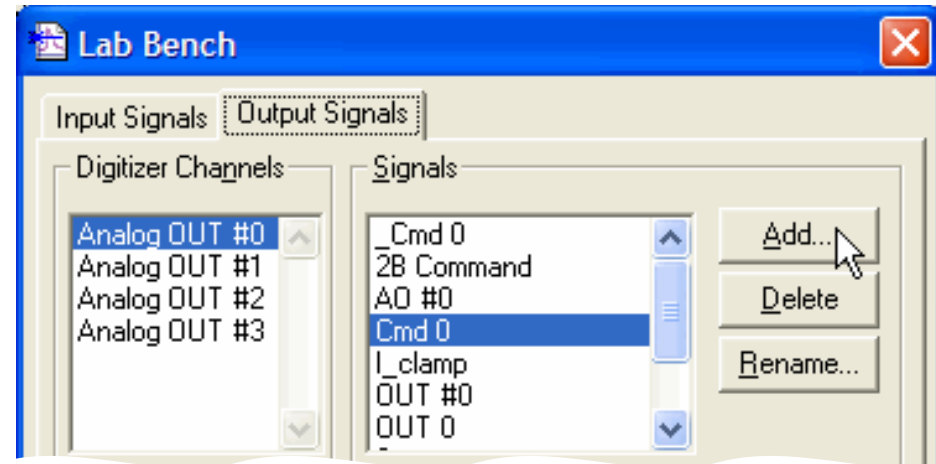 Lab Bench
Input Signals
Output Signals
Digitizer Channels
Analog OUT #0
Analog OUT #1
Analog OUT #2
Analog OUT #3
Signals
_Cmd 0
2B Command
AO #0
Cmd 0
I_clamp
OUT #0
OUT 0
Add...
Delete
Rename...